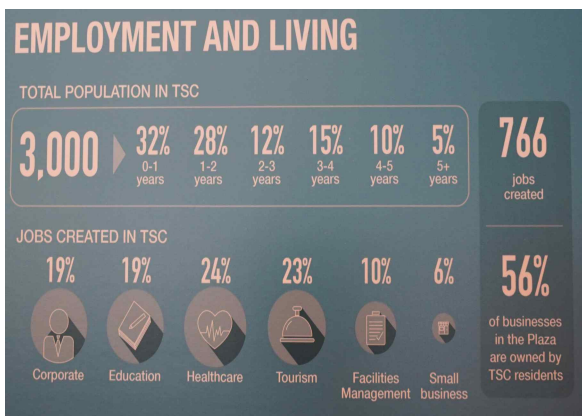 EMPLOYMENT AND LIVING
TOTAL POPULATION IN TSC
3,000
32% 28% 12% 15% 10% 5%
0-1 1-2 2-3 3-4 4-5 5+
years years years years years years
766
jobs
created
JOBS CREATED IN TSC
19% 19% 24% 23% 10% 6%
Corporate Education Healthcare Tourism Facilities Small
Management business
56%
of businesses
in the Plaza
are owned by
TSC residents